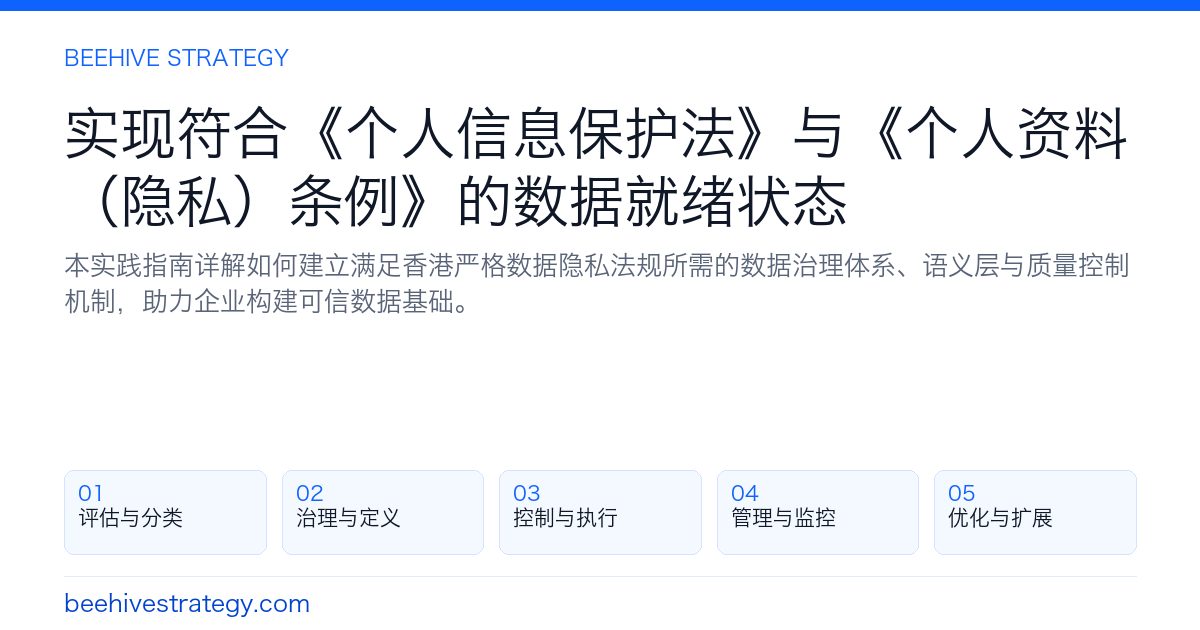 BEEHIVE STRATEGY
实现符合《个人信息保护法》与《个人资料
（隐私）条例》的数据就绪状态
本实践指南详解如何建立满足香港严格数据隐私法规所需的数据治理体系、语义层与质量控制
机制，助力企业构建可信数据基础。
01
评估与分类
02
治理与定义
03
控制与执行
04
管理与监控
05
优化与扩展
beehivestrategy.com